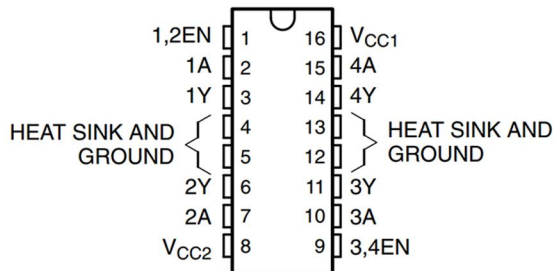 1,2EN 1 16 VCC1
1A 2 15 4A
1Y 3 14 4Y
HEAT SINK AND GROUND 4 13 HEAT SINK AND GROUND
5 12
2Y 6 11 3Y
2A 7 10 3A
VCC2 8 9 3,4EN